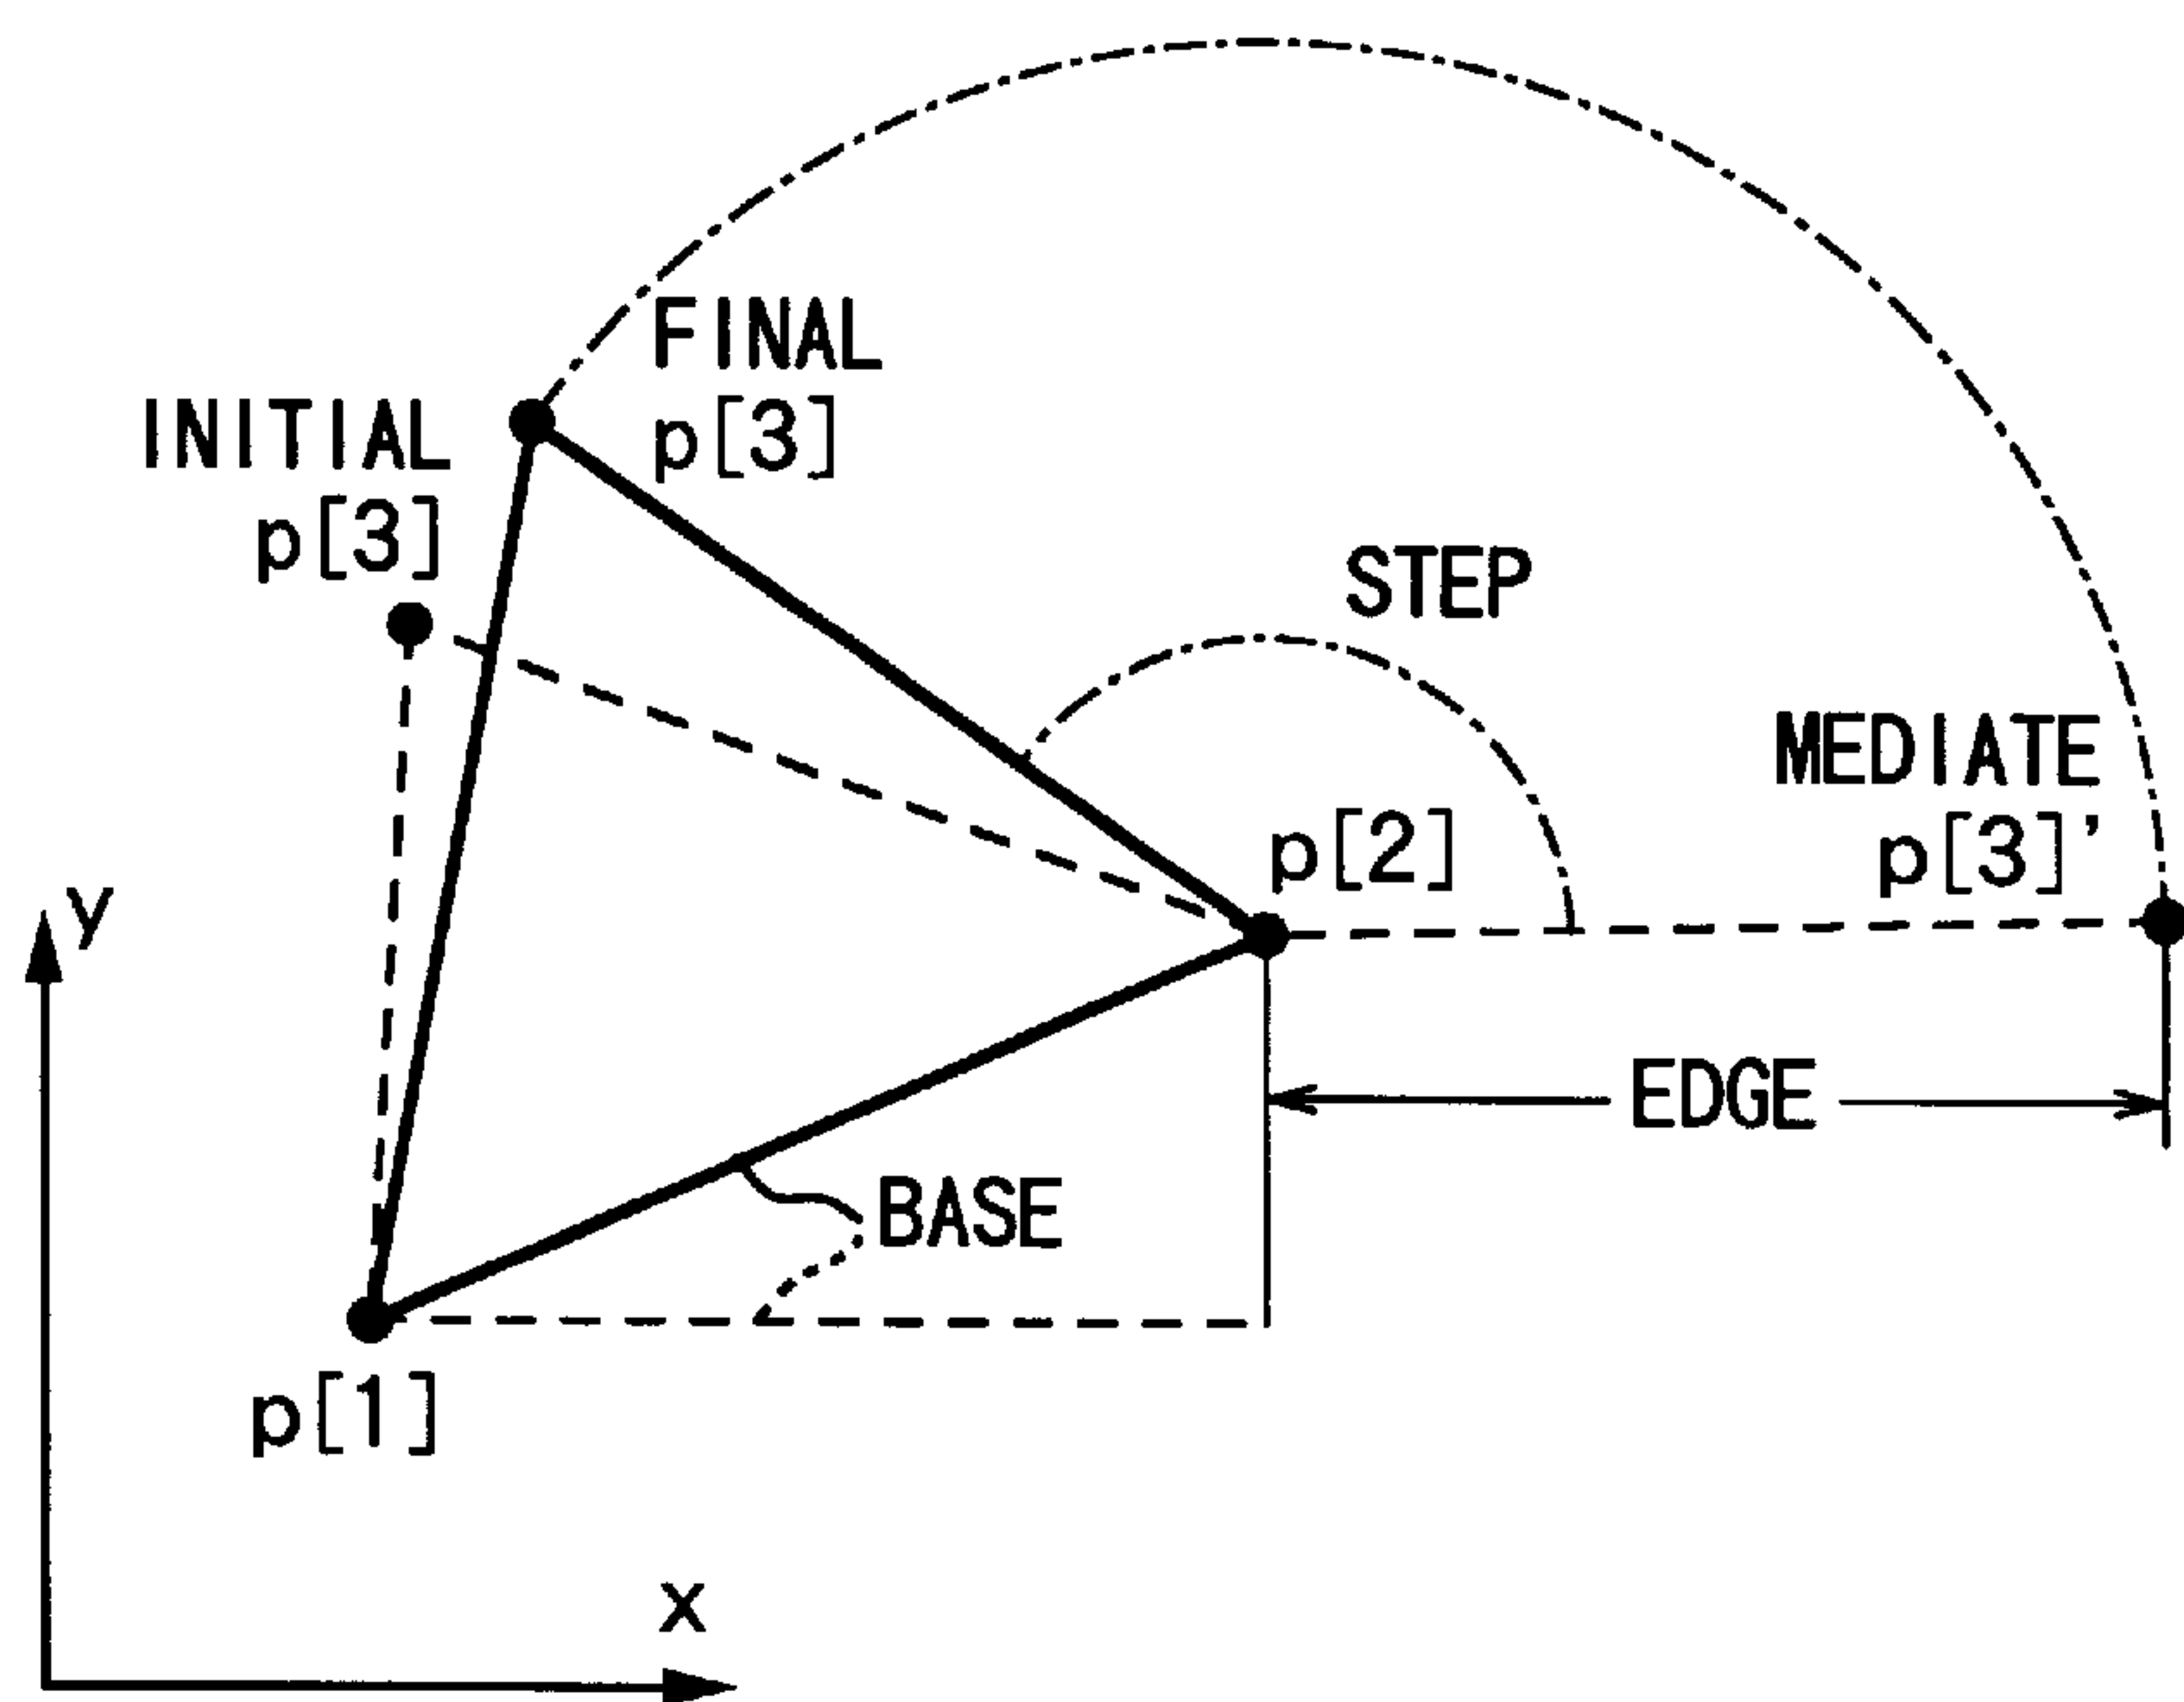 FINAL
p[3]
INITIAL
p[3]
STEP
MEDIATE
p[3]'
p[2]
y
EDGE
BASE
p[1]
x